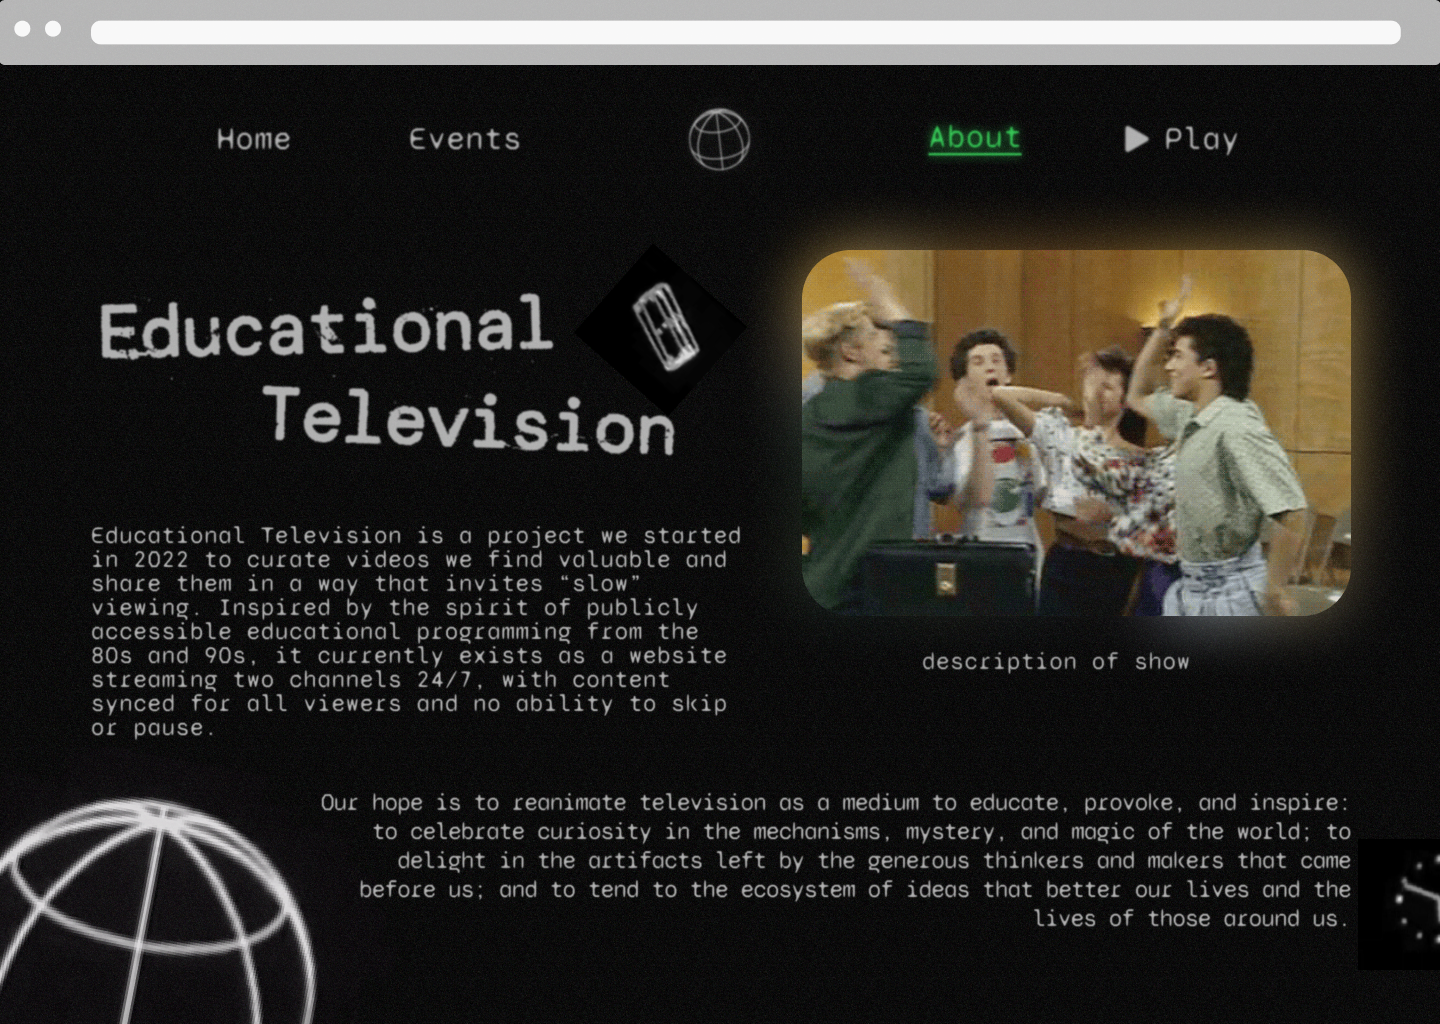 Home
Events
About
Play
Educational
Television
Educational Television is a project we started
in 2022 to curate videos we find valuable and
share them in a way that invites “slow”
viewing. Inspired by the spirit of publicly
accessible educational programming from the
80s and 90s, it currently exists as a website
streaming two channels 24/7, with content
synced for all viewers and no ability to skip
or pause.
description of show
Our hope is to reanimate television as a medium to educate, provoke, and inspire:
to celebrate curiosity in the mechanisms, mystery, and magic of the world; to
delight in the artifacts left by the generous thinkers and makers that came
before us; and to tend to the ecosystem of ideas that better our lives and the
lives of those around us.